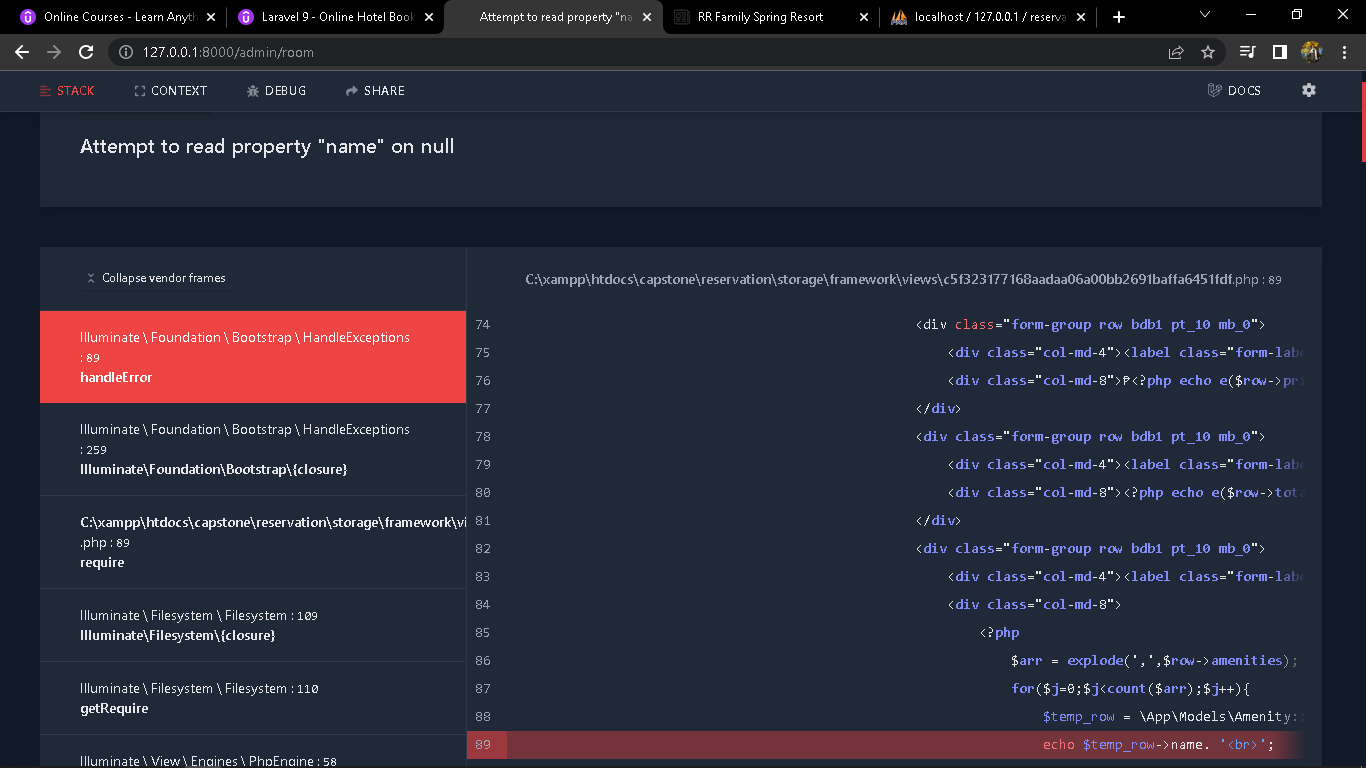 Online Courses - Learn Anyth
Laravel 9 - Online Hotel Book
Attempt to read property "na
RR Family Spring Resort
localhost / 127.0.0.1 / reserva
127.0.0.1:8000/admin/room
STACK
CONTEXT
DEBUG
SHARE
DOCS
Attempt to read property "name" on null
Collapse vendor frames
C:\xampp\htdocs\capstone\reservation\storage\framework\views\c5f323177168aadaa06a00bb2691baffa6451fdf.php : 89
Illuminate \ Foundation \ Bootstrap \ HandleExceptions
: 89
handleError
Illuminate \ Foundation \ Bootstrap \ HandleExceptions
: 259
Illuminate\Foundation\Bootstrap\{closure}
C:\xampp\htdocs\capstone\reservation\storage\framework\vi
.php : 89
require
Illuminate \ Filesystem \ Filesystem : 109
Illuminate\Filesystem\{closure}
Illuminate \ Filesystem \ Filesystem : 110
getRequire
Illuminate \ View \ Engines \ PhpEngine : 58
74 <div class="form-group row bdb1 pt_10 mb_0">
75 <div class="col-md-4"><label class="form-labe
76 <div class="col-md-8">₱<?php echo e($row->pri
77 </div>
78 <div class="form-group row bdb1 pt_10 mb_0">
79 <div class="col-md-4"><label class="form-labe
80 <div class="col-md-8"><?php echo e($row->tota
81 </div>
82 <div class="form-group row bdb1 pt_10 mb_0">
83 <div class="col-md-4"><label class="form-labe
84 <div class="col-md-8">
85 <?php
86 $arr = explode(',',$row->amenities);
87 for($j=0;$j<count($arr);$j++){
88 $temp_row = \App\Models\Amenity::
89 echo $temp_row->name. '<br>';